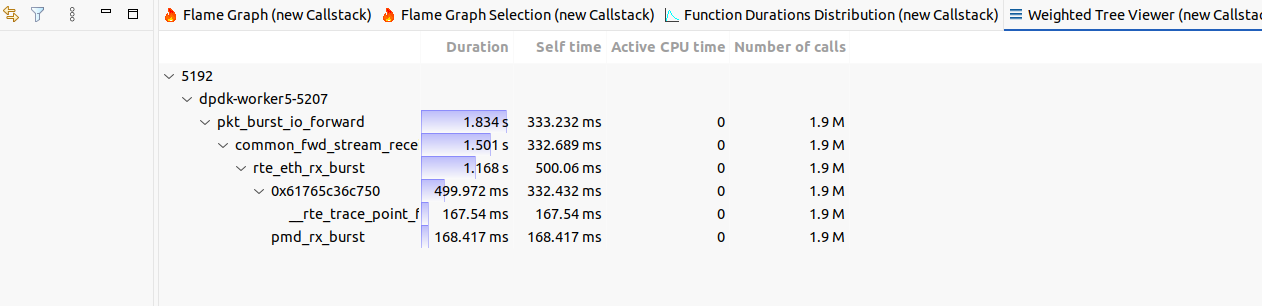 Flame Graph (new Callstack) Flame Graph Selection (new Callstack) Function Durations Distribution (new Callstack) Weighted Tree Viewer (new Callstac
Duration Self time Active CPU time Number of calls
5192
dpdk-worker5-5207
pkt_burst_io_forward 1.834 s 333.232 ms 0 1.9 M
common_fwd_stream_rece 1.501 s 332.689 ms 0 1.9 M
rte_eth_rx_burst 1.168 s 500.06 ms 0 1.9 M
0x61765c36c750 499.972 ms 332.432 ms 0 1.9 M
__rte_trace_point_f 167.54 ms 167.54 ms 0 1.9 M
pmd_rx_burst 168.417 ms 168.417 ms 0 1.9 M